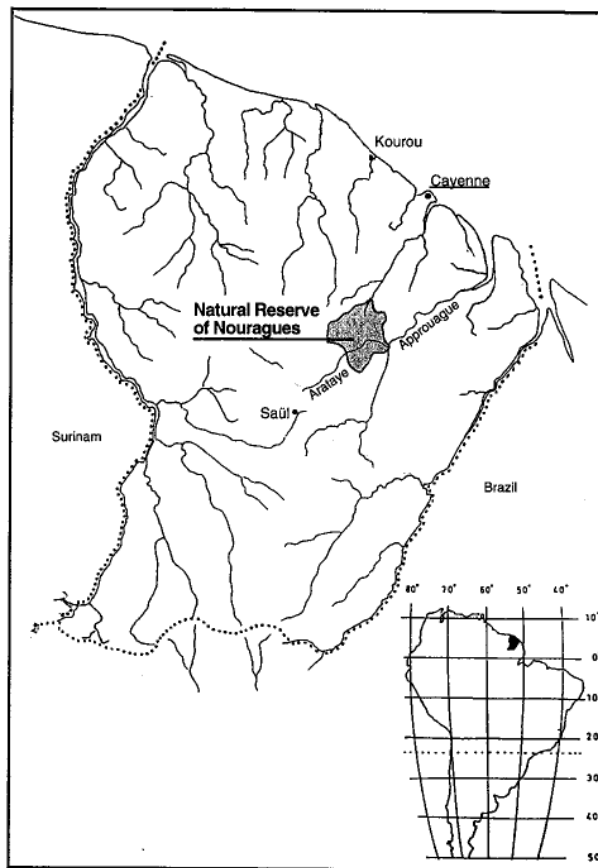 Kourou
Cayenne
Natural Reserve
of Nouragues
Approuague
Arataye
Saül
Surinam
Brazil
80° 70° 60° 50° 40°
10°
0
10
20
30
40
50